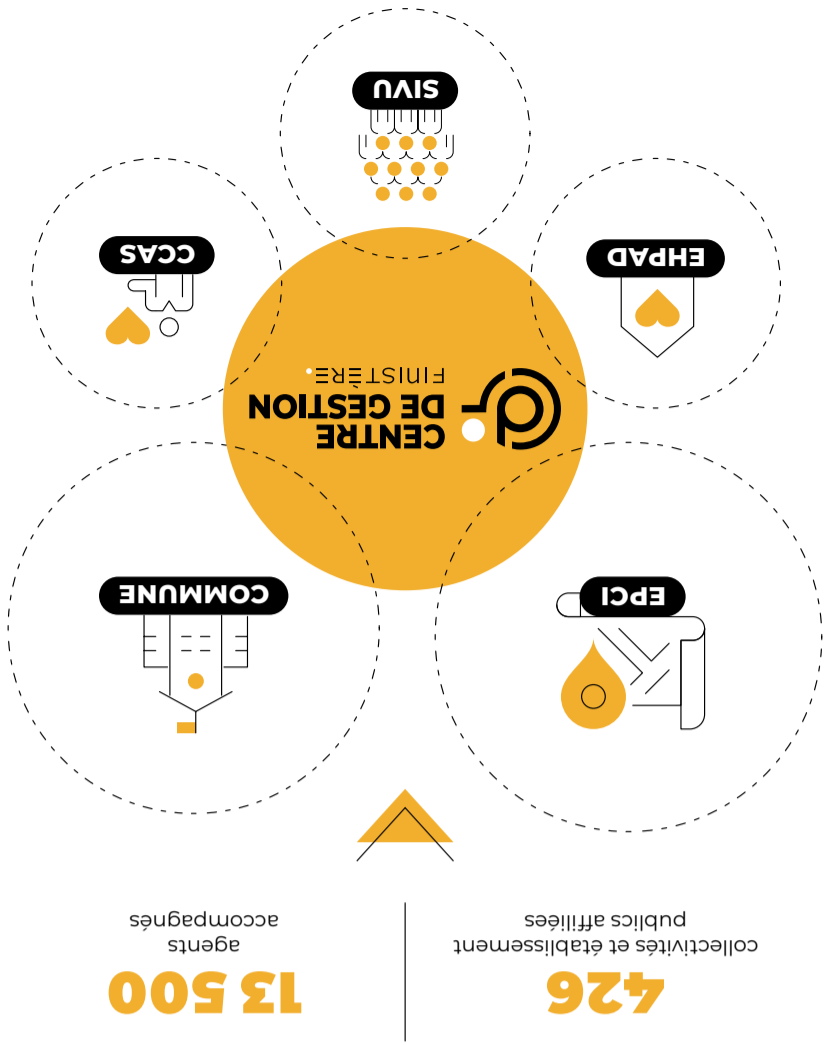 426
collectivités et établissement
publics affiliées
13 500
agents
accompagnés
EPCI
COMMUNE
CENTRE
DE GESTION
FINISTÈRE
EHPAD
CCAS
SIVU